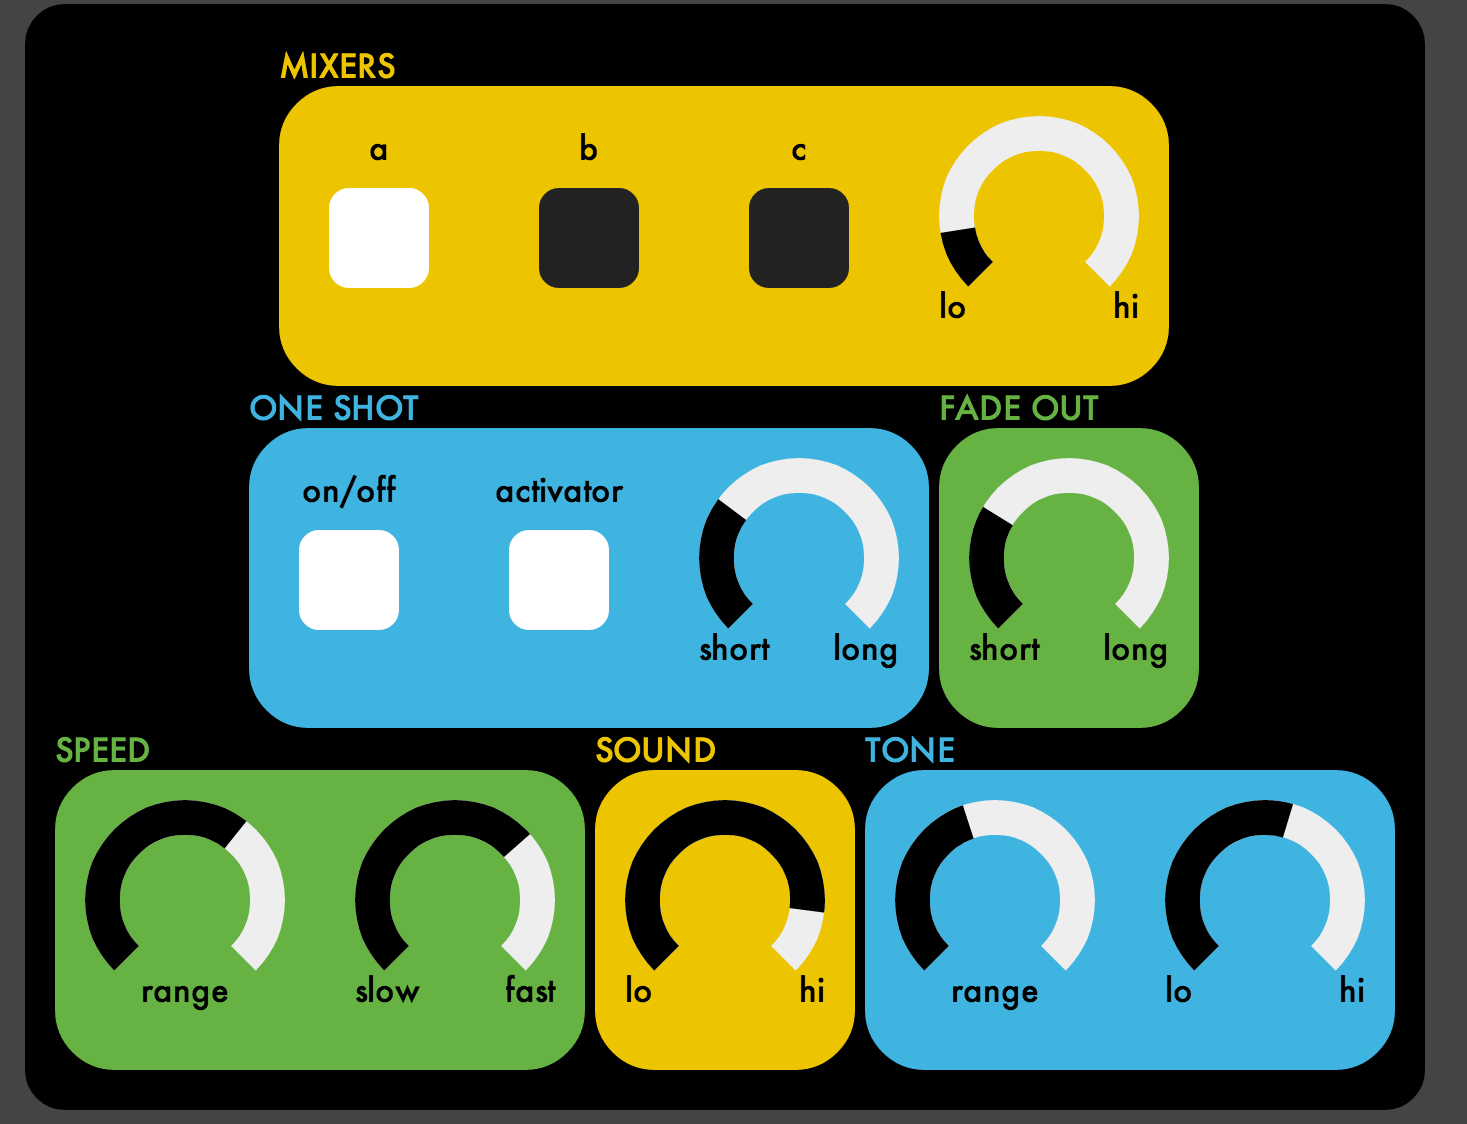 MIXERS
a b c
lo hi
ONE SHOT FADE OUT
on/off activator
short long short long
SPEED SOUND TONE
range slow fast lo hi range lo hi